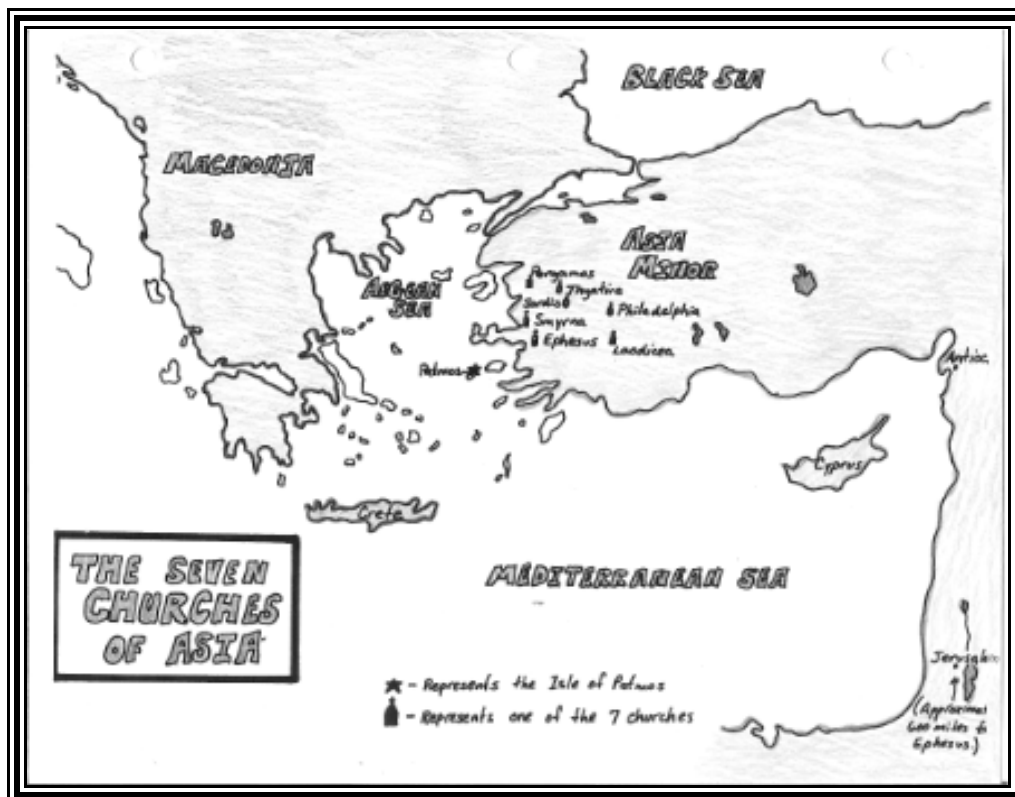 BLACK SEA
MACEDONIA
ASIA
MINOR
AEGEAN
SEA
Pergamos
Thyatira
Sardis
Philadelphia
Smyrna
Ephesus
Laodicea
Patmos
Antioc
Cyprus
Crete
MEDITERRANEAN SEA
THE SEVEN
CHURCHES
OF ASIA
- Represents the Isle of Patmos
- Represents one of the 7 churches
Jerusale
(Approximat
600 miles to
Ephesus.)